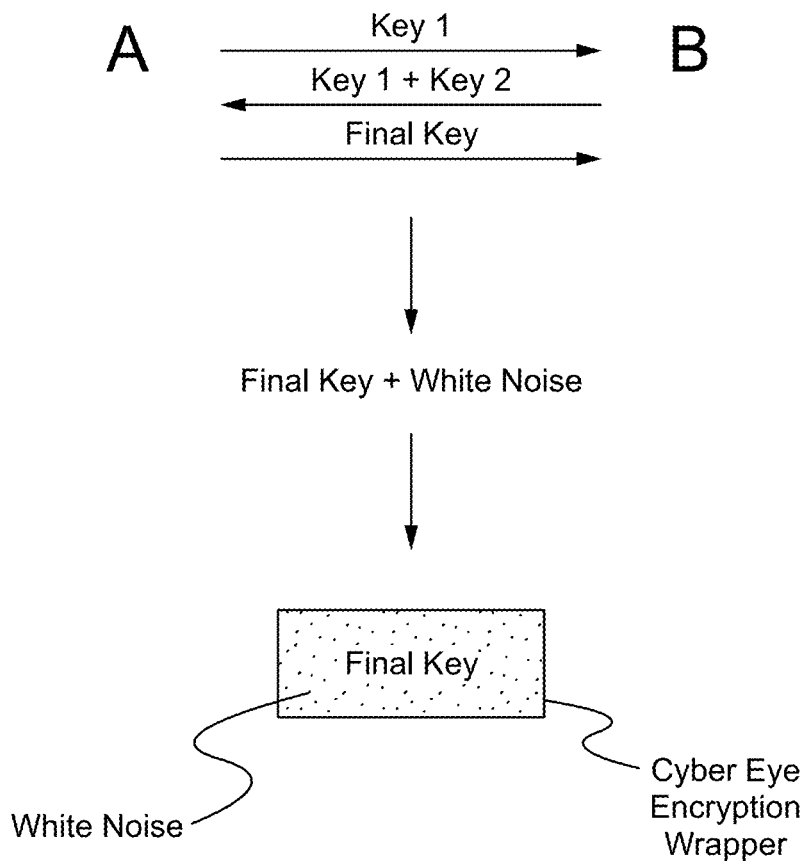 A
Key 1
B
Key 1 + Key 2
Final Key
Final Key + White Noise
Final Key
White Noise
Cyber Eye
Encryption
Wrapper